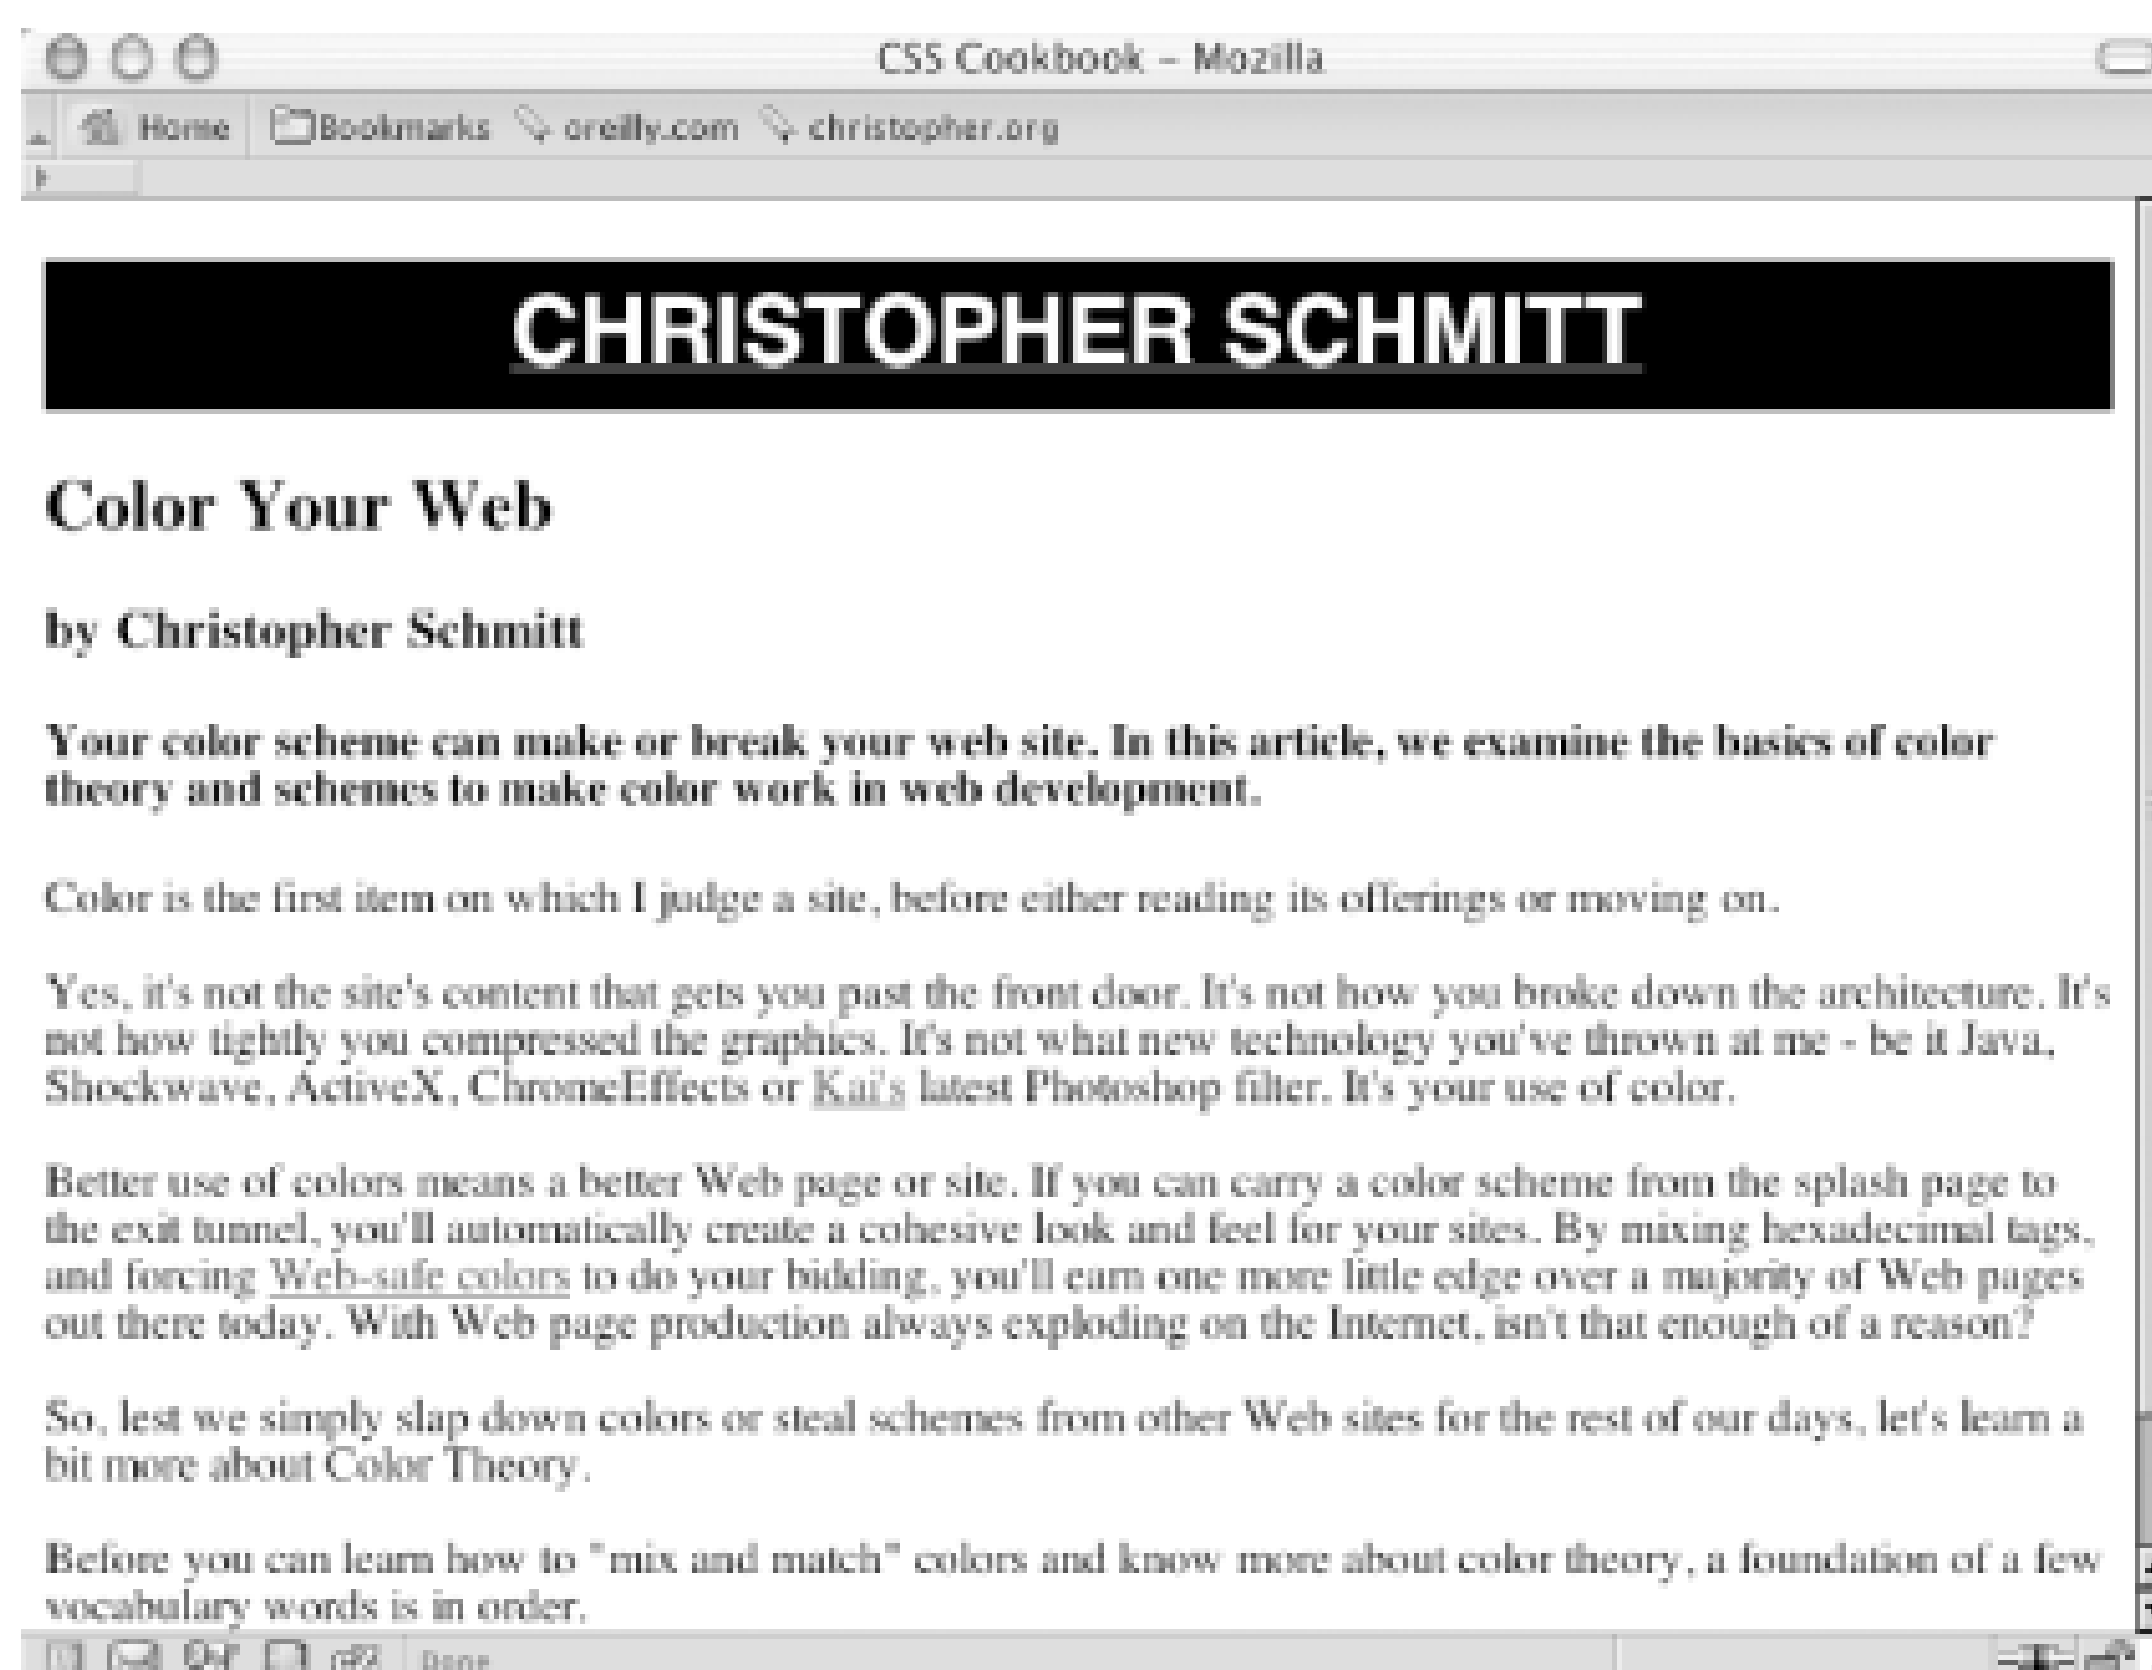 CSS Cookbook – Mozilla
Home Bookmarks oreilly.com christopher.org
CHRISTOPHER SCHMITT
Color Your Web
by Christopher Schmitt
Your color scheme can make or break your web site. In this article, we examine the basics of color
theory and schemes to make color work in web development.
Color is the first item on which I judge a site, before either reading its offerings or moving on.
Yes, it's not the site's content that gets you past the front door. It's not how you broke down the architecture. It's
not how tightly you compressed the graphics. It's not what new technology you've thrown at me - be it Java,
Shockwave, ActiveX, ChromeEffects or Kai's latest Photoshop filter. It's your use of color.
Better use of colors means a better Web page or site. If you can carry a color scheme from the splash page to
the exit tunnel, you'll automatically create a cohesive look and feel for your sites. By mixing hexadecimal tags,
and forcing Web-safe colors to do your bidding, you'll earn one more little edge over a majority of Web pages
out there today. With Web page production always exploding on the Internet, isn't that enough of a reason?
So, lest we simply slap down colors or steal schemes from other Web sites for the rest of our days, let's learn a
bit more about Color Theory.
Before you can learn how to "mix and match" colors and know more about color theory, a foundation of a few
vocabulary words is in order.
Done